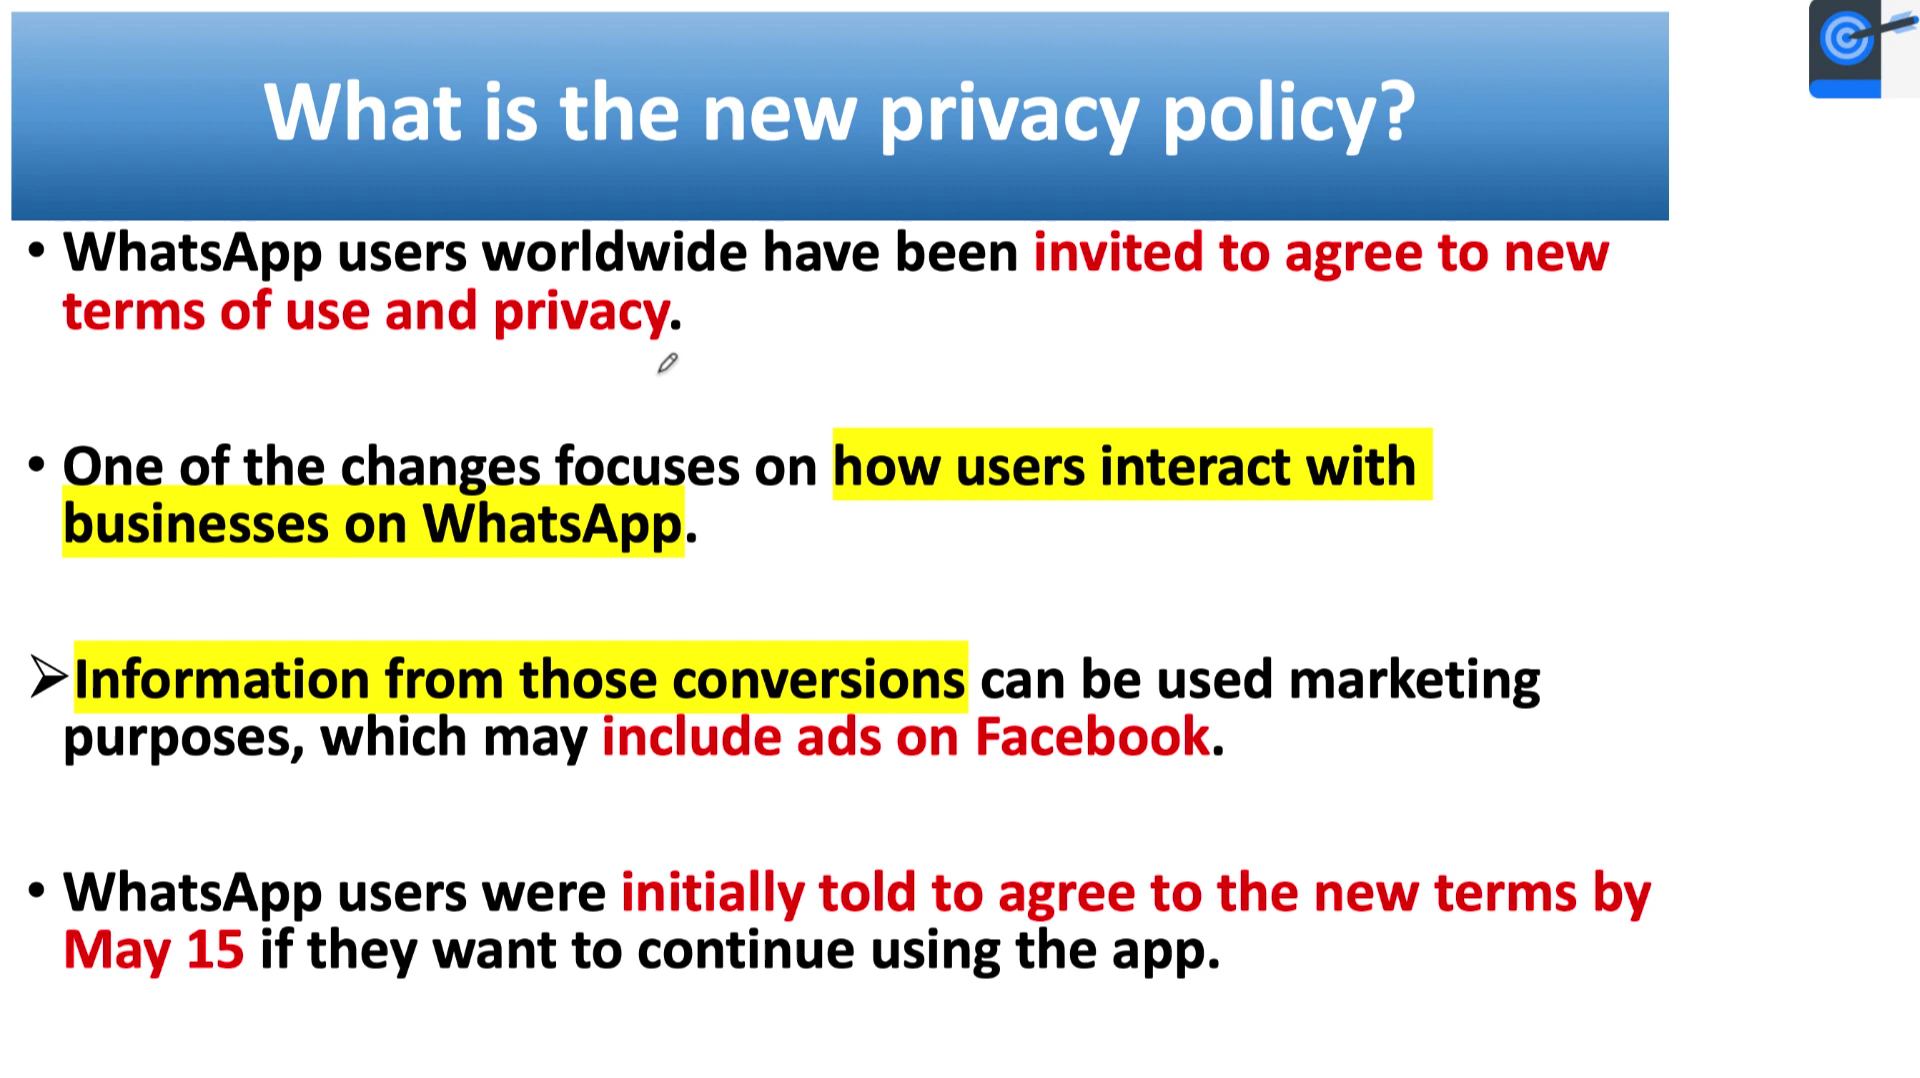 What is the new privacy policy?
• WhatsApp users worldwide have been invited to agree to new
terms of use and privacy.
• One of the changes focuses on how users interact with
businesses on WhatsApp.
➢Information from those conversions can be used marketing
purposes, which may include ads on Facebook.
• WhatsApp users were initially told to agree to the new terms by
May 15 if they want to continue using the app.